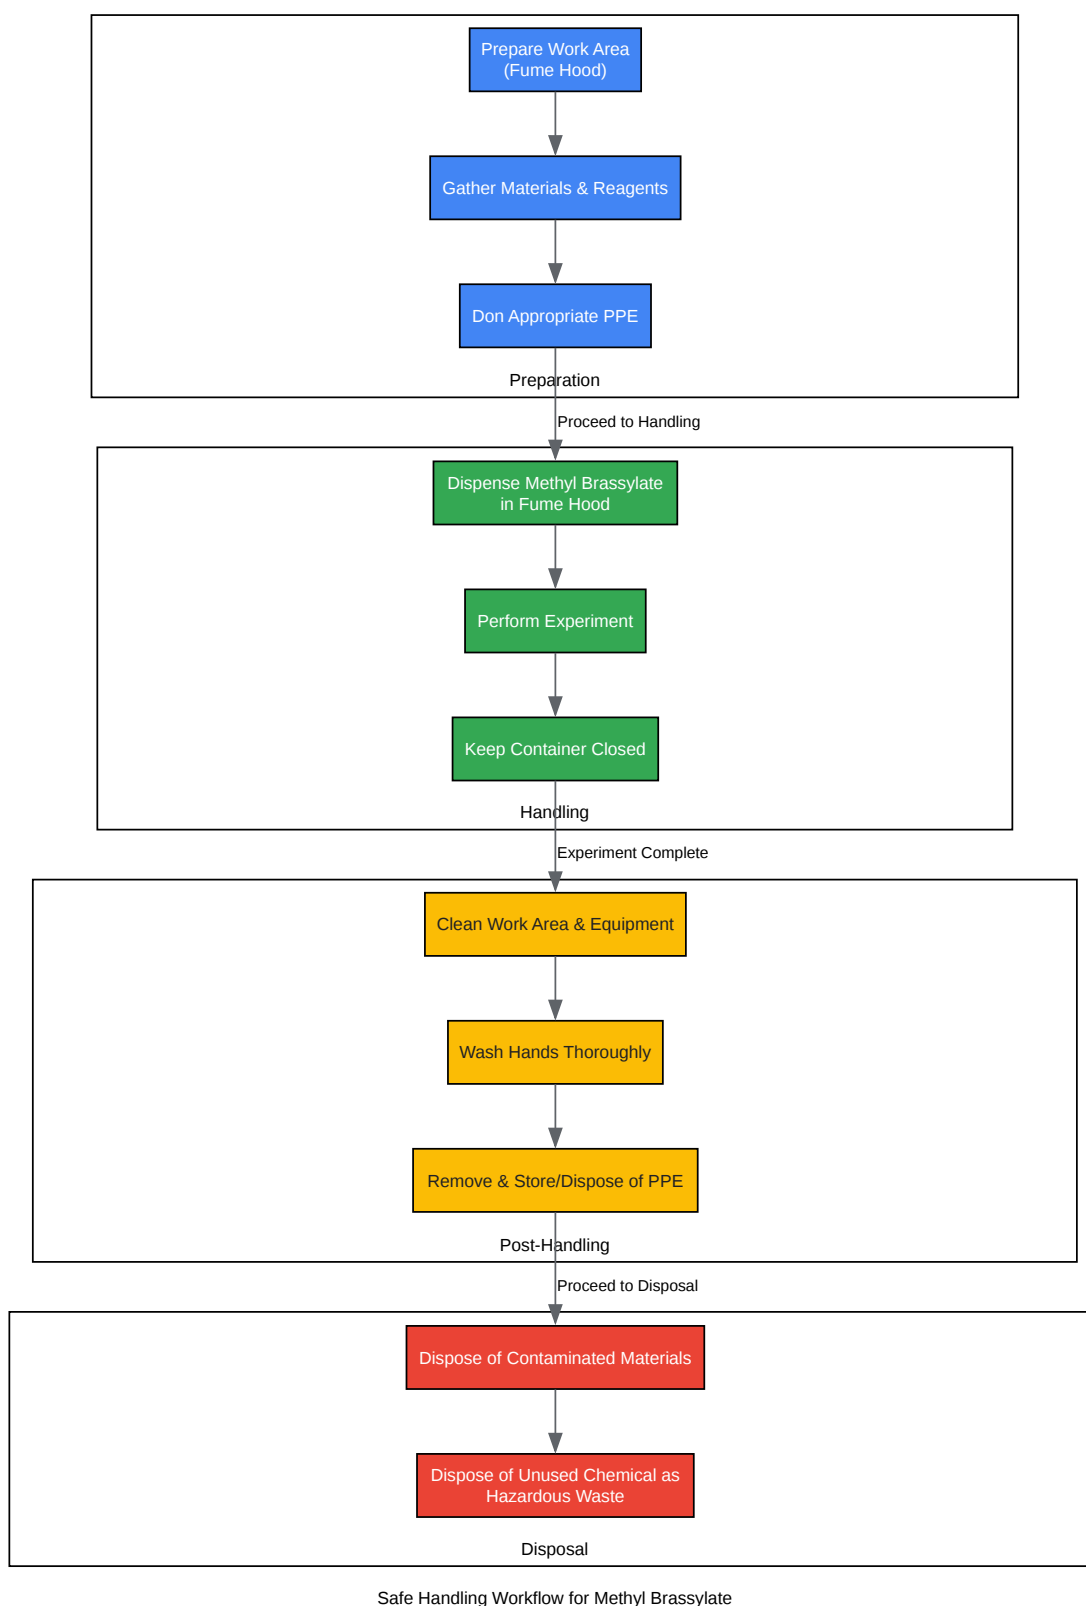 Prepare Work Area
(Fume Hood)
Gather Materials & Reagents
Don Appropriate PPE
Preparation
Proceed to Handling
Dispense Methyl Brassylate
in Fume Hood
Perform Experiment
Keep Container Closed
Handling
Experiment Complete
Clean Work Area & Equipment
Wash Hands Thoroughly
Remove & Store/Dispose of PPE
Post-Handling
Proceed to Disposal
Dispose of Contaminated Materials
Dispose of Unused Chemical as
Hazardous Waste
Disposal
Safe Handling Workflow for Methyl Brassylate